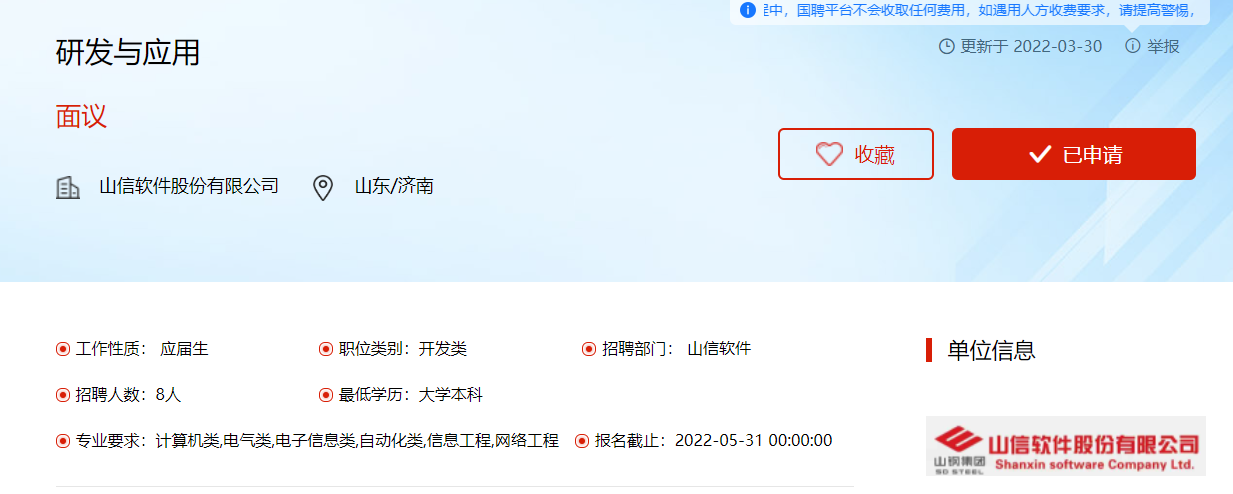 程中，国聘平台不会收取任何费用，如遇用人方收费要求，请提高警惕，
研发与应用
更新于 2022-03-30
举报
面议
收藏
已申请
山信软件股份有限公司
山东/济南
工作性质： 应届生
职位类别：开发类
招聘部门： 山信软件
单位信息
招聘人数：8人
最低学历：大学本科
专业要求：计算机类,电气类,电子信息类,自动化类,信息工程,网络工程
报名截止：2022-05-31 00:00:00
山钢集团
SD STEEL
山信软件股份有限公司
Shanxin software Company Ltd.